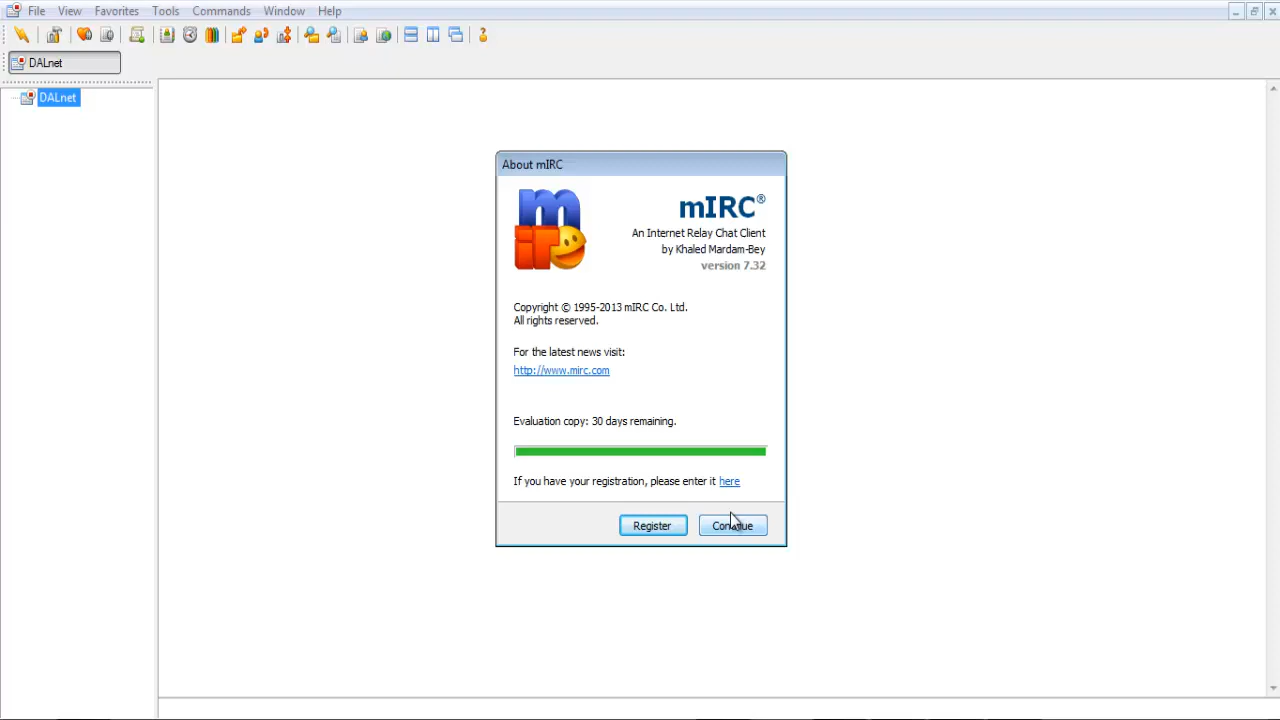 File View Favorites Tools Commands Window Help
DALnet
DALnet
About mIRC
mIRC®
An Internet Relay Chat Client
by Khaled Mardam-Bey
version 7.32
Copyright © 1995-2013 mIRC Co. Ltd.
All rights reserved.
For the latest news visit:
http://www.mirc.com
Evaluation copy: 30 days remaining.
If you have your registration, please enter it here
Register Continue